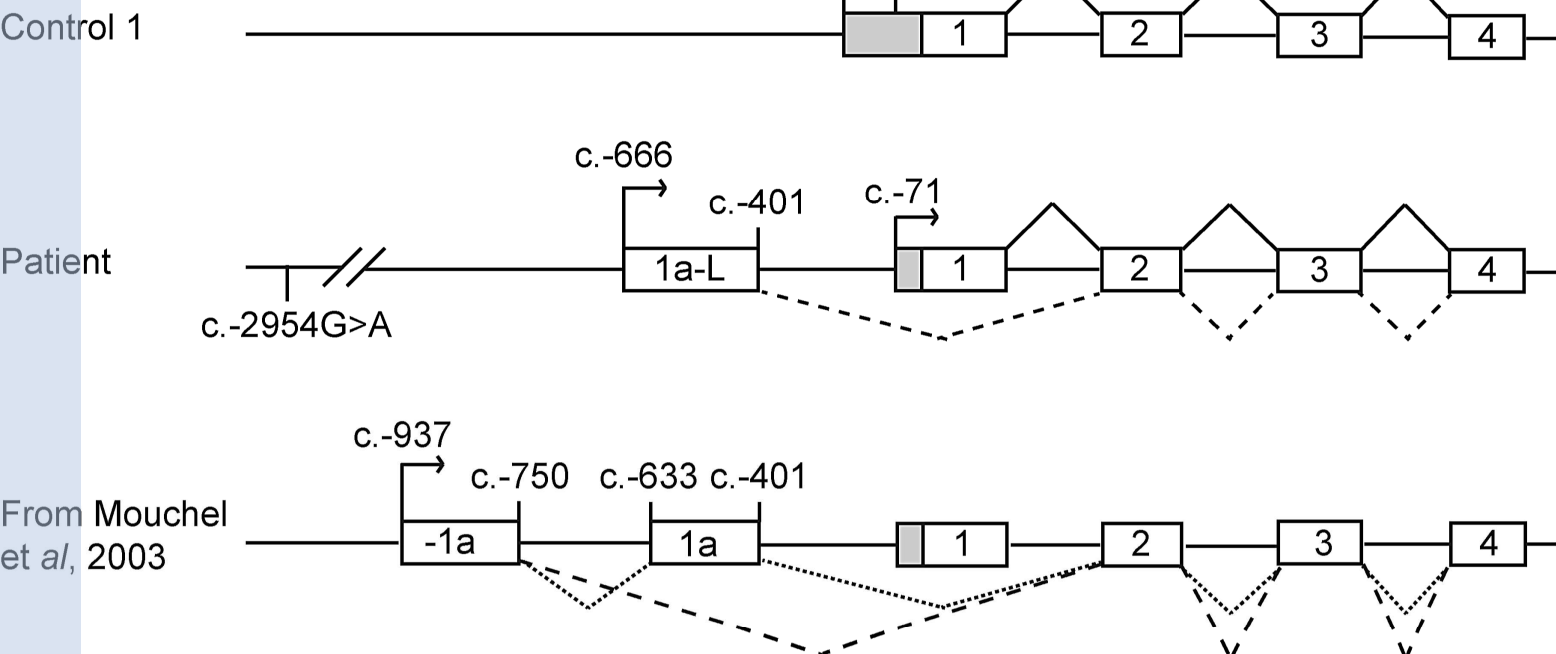 Control 1
1 2 3 4
c.-666
c.-401 c.-71
Patient 1a-L 1 2 3 4
c.-2954G>A
c.-937
c.-750 c.-633 c.-401
From Mouchel
-1a 1a 1 2 3 4
et al, 2003